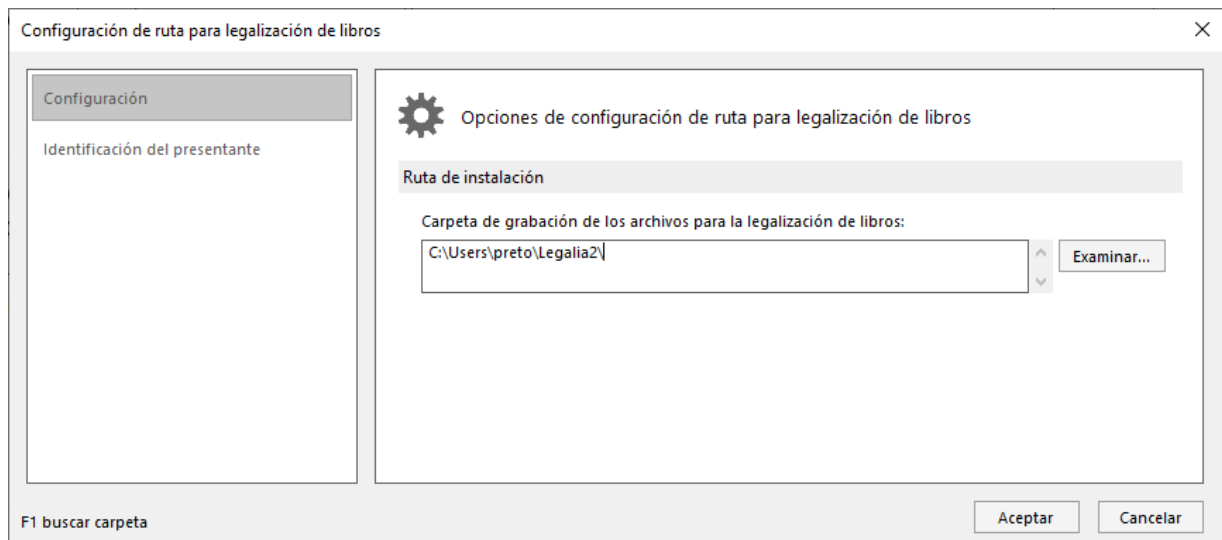 Configuración de ruta para legalización de libros
Configuración
Identificación del presentante
Opciones de configuración de ruta para legalización de libros
Ruta de instalación
Carpeta de grabación de los archivos para la legalización de libros:
C:\Users\preto\Legalia2\
Examinar...
F1 buscar carpeta
Aceptar
Cancelar